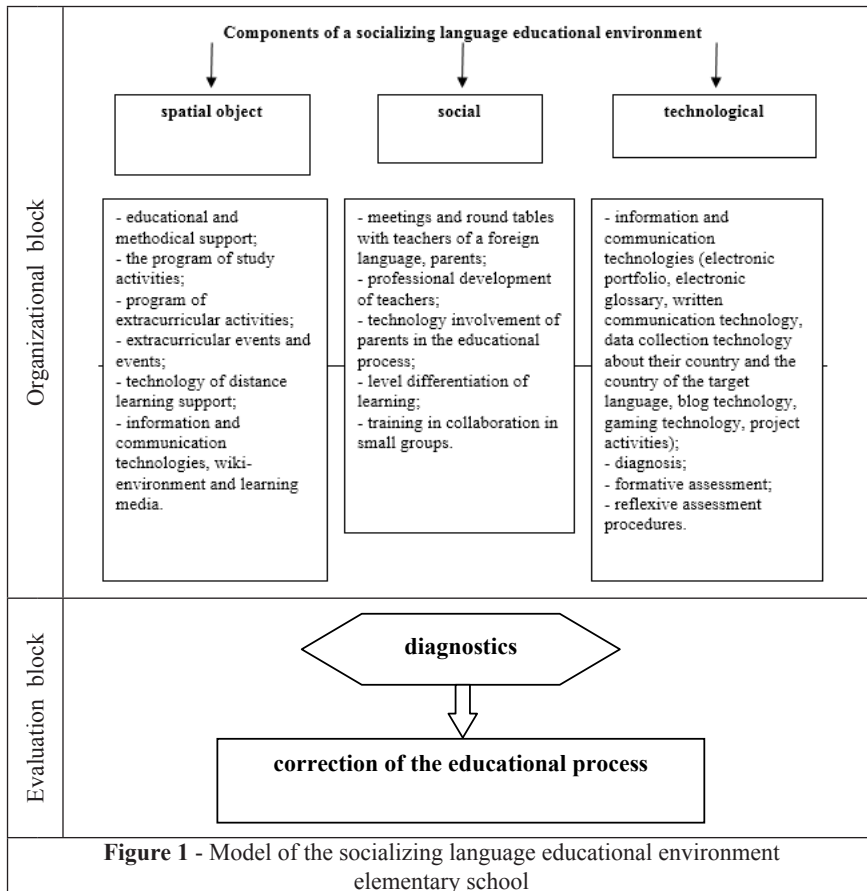 Components of a socializing language educational environment
spatial object
social
technological
Organizational block
- educational and
methodical support;
- the program of study
activities;
- program of
extracurricular activities;
- extracurricular events and
events;
- technology of distance
learning support;
- information and
communication
technologies, wiki-
environment and learning
media.
- meetings and round tables
with teachers of a foreign
language, parents;
- professional development
of teachers;
- technology involvement of
parents in the educational
process;
- level differentiation of
learning;
- training in collaboration in
small groups.
- information and
communication
technologies (electronic
portfolio, electronic
glossary, written
communication technology,
data collection technology
about their country and the
country of the target
language, blog technology,
gaming technology, project
activities);
- diagnosis;
- formative assessment;
- reflexive assessment
procedures.
Evaluation block
diagnostics
correction of the educational process
Figure 1 - Model of the socializing language educational environment
elementary school